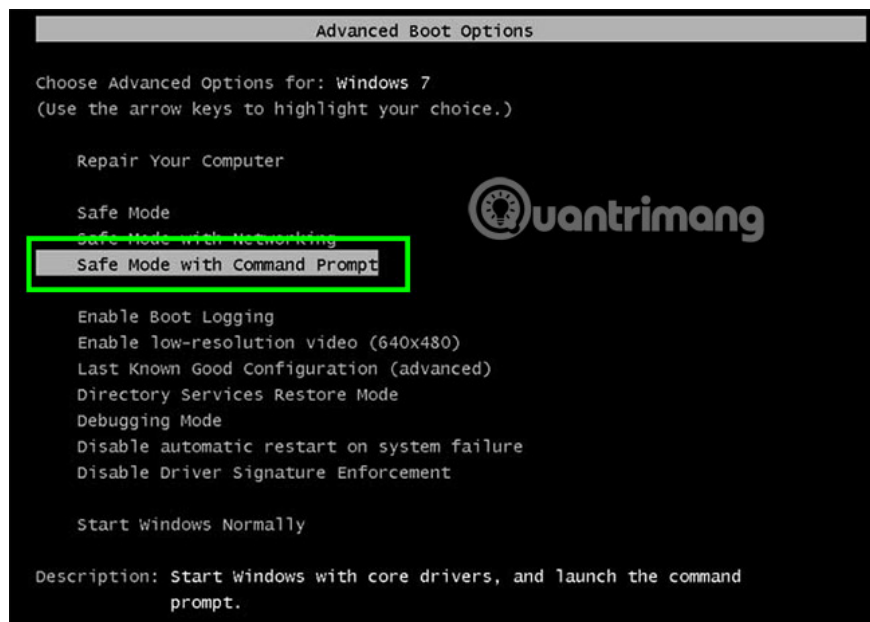 Advanced Boot Options
Choose Advanced Options for: Windows 7
(Use the arrow keys to highlight your choice.)
Repair Your Computer
Quantrimang
Safe Mode
Safe Mode with Networking
Safe Mode with Command Prompt
Enable Boot Logging
Enable low-resolution video (640x480)
Last Known Good Configuration (advanced)
Directory Services Restore Mode
Debugging Mode
Disable automatic restart on system failure
Disable Driver Signature Enforcement
Start Windows Normally
Description: Start Windows with core drivers, and launch the command
prompt.